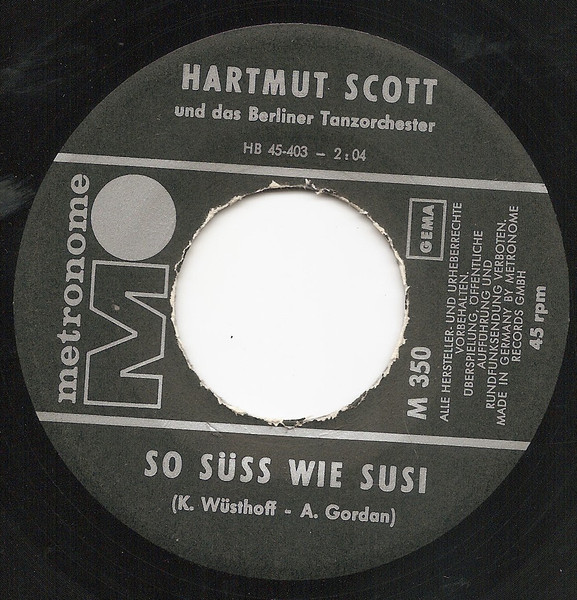 HARTMUT SCOTT
und das Berliner Tanzorchester
HB 45-403 – 2:04
metronome
M
GEMA
M 350
ALLE HERSTELLER- UND URHEBERRECHTE
VORBEHALTEN.
ÜBERSPIELUNG, ÖFFENTLICHE
AUFFÜHRUNG UND
RUNDFUNKSENDUNG VERBOTEN.
MADE IN GERMANY BY METRONOME
RECORDS GMBH
45 rpm
SO SÜSS WIE SUSI
(K. Wüsthoff - A. Gordan)